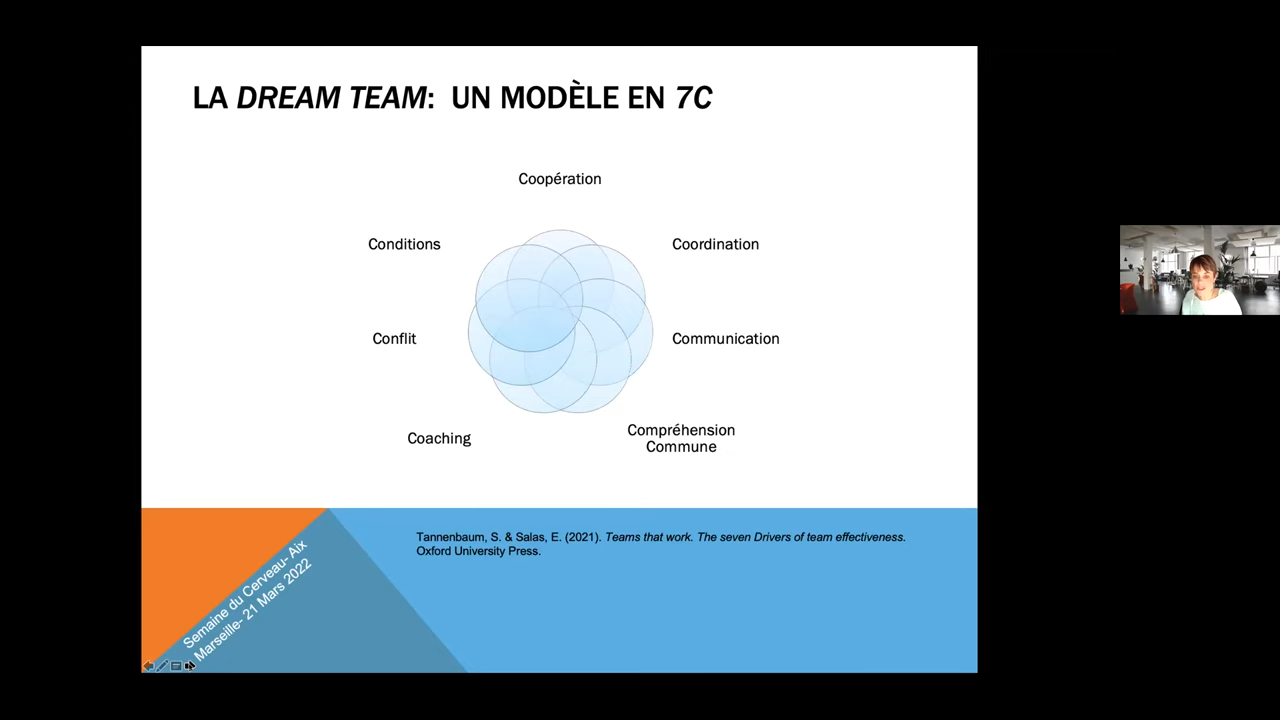 LA DREAM TEAM: UN MODÈLE EN 7C
Coopération
Conditions
Coordination
Conflit
Communication
Coaching
Compréhension
Commune
Tannenbaum, S. & Salas, E. (2021). Teams that work. The seven Drivers of team effectiveness.
Oxford University Press.
Semaine du Cerveau- Aix
Marseille- 21 Mars 2022